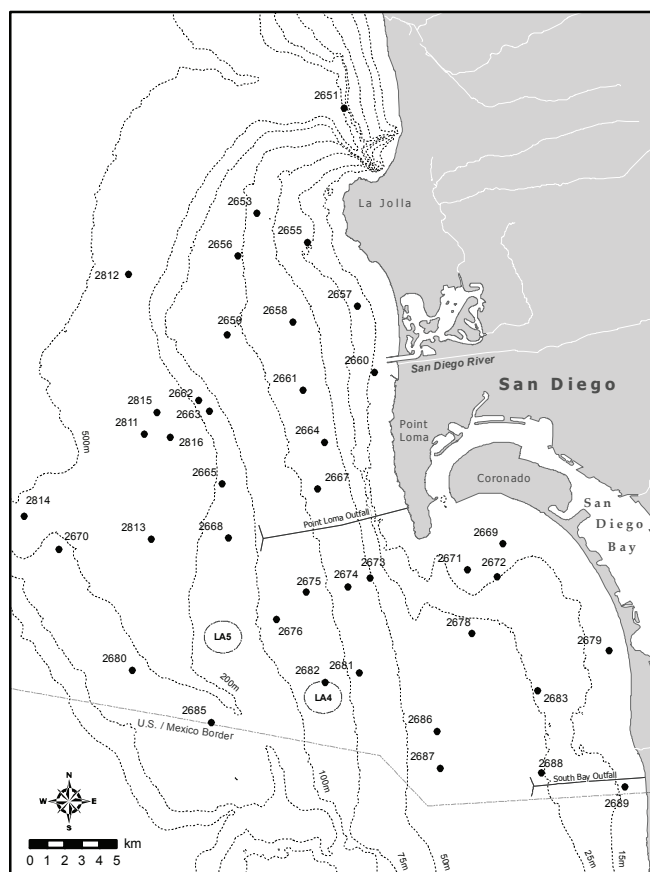 2651
La Jolla
2653
2655
2656
2812
2657
2658
2659
San Diego River
2660
San Diego
2661
2662
2815
2663
2811
2816
Point
Loma
2664
500m
Coronado
2665
2667
San
Diego
Bay
2814
Point Loma Outfall
2813
2668
2670
2669
2671
2672
2673
2674
2675
2676
LA5
2678
2679
2680
2681
2682
200m
LA4
2683
2685
U.S. / Mexico Border
2686
2687
2688
South Bay Outfall
2689
100m
N
W E
S
0 1 2 3 4 5 km
75m
50m
25m
15m